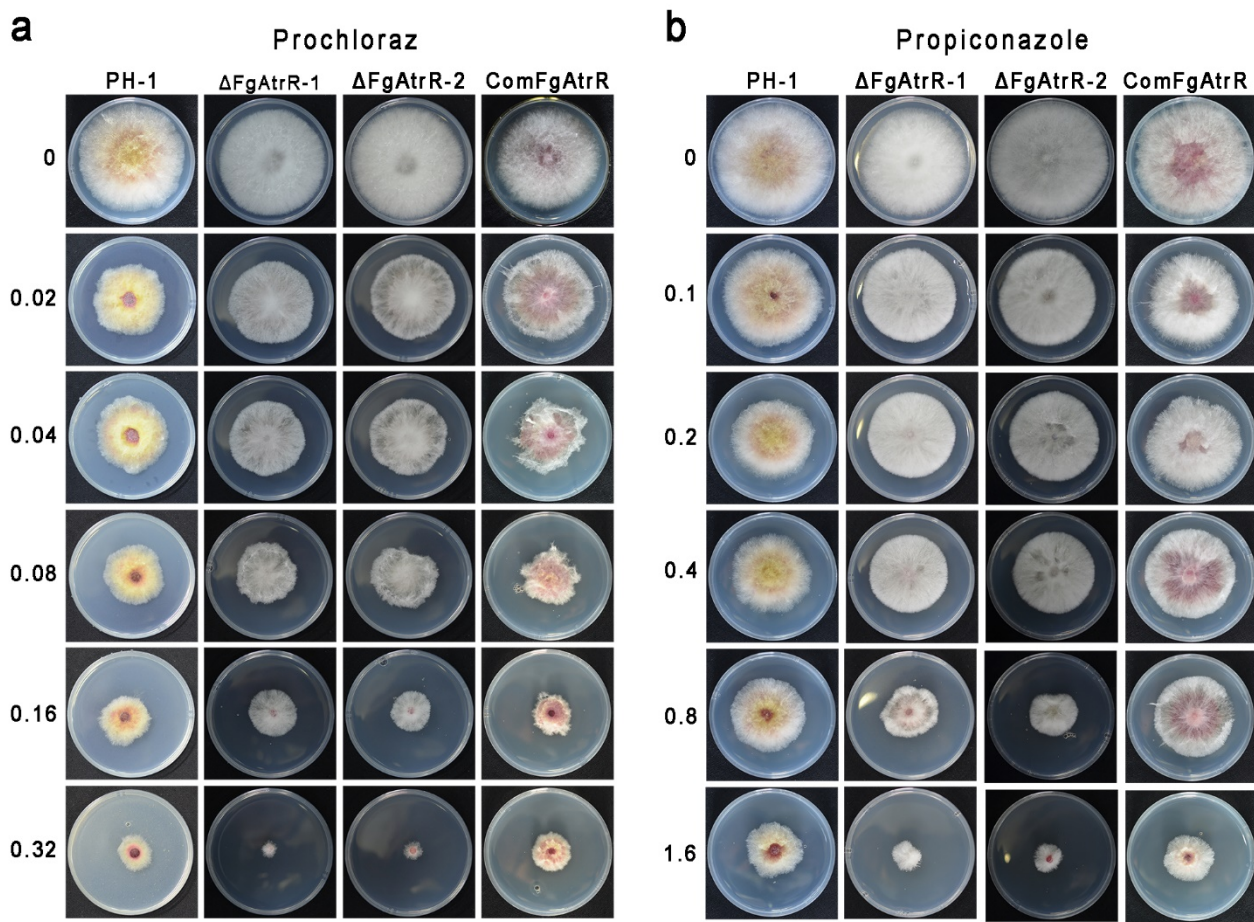 a
Prochloraz
PH-1 ΔFgAtrR-1 ΔFgAtrR-2 ComFgAtrR
0
0.02
0.04
0.08
0.16
0.32
b
Propiconazole
PH-1 ΔFgAtrR-1 ΔFgAtrR-2 ComFgAtrR
0
0.1
0.2
0.4
0.8
1.6